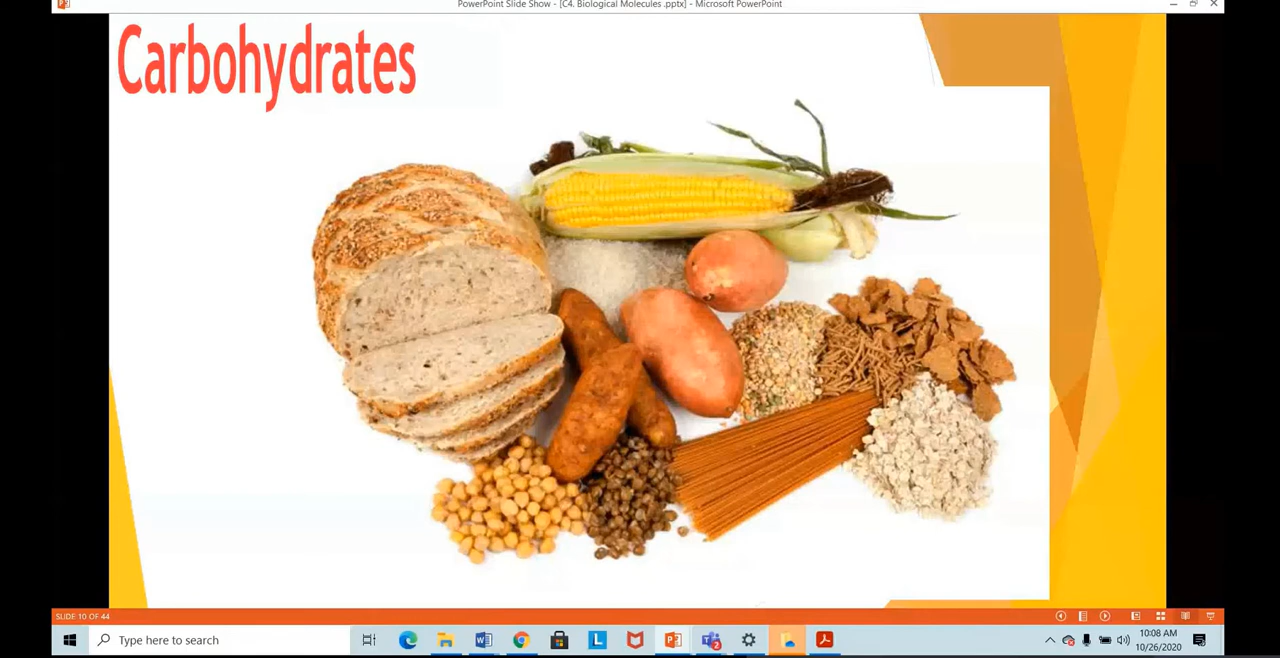 PowerPoint Slide Show - [C4. Biological Molecules .pptx] - Microsoft PowerPoint
Carbohydrates
SLIDE 10 OF 44
Type here to search
10:08 AM
10/26/2020